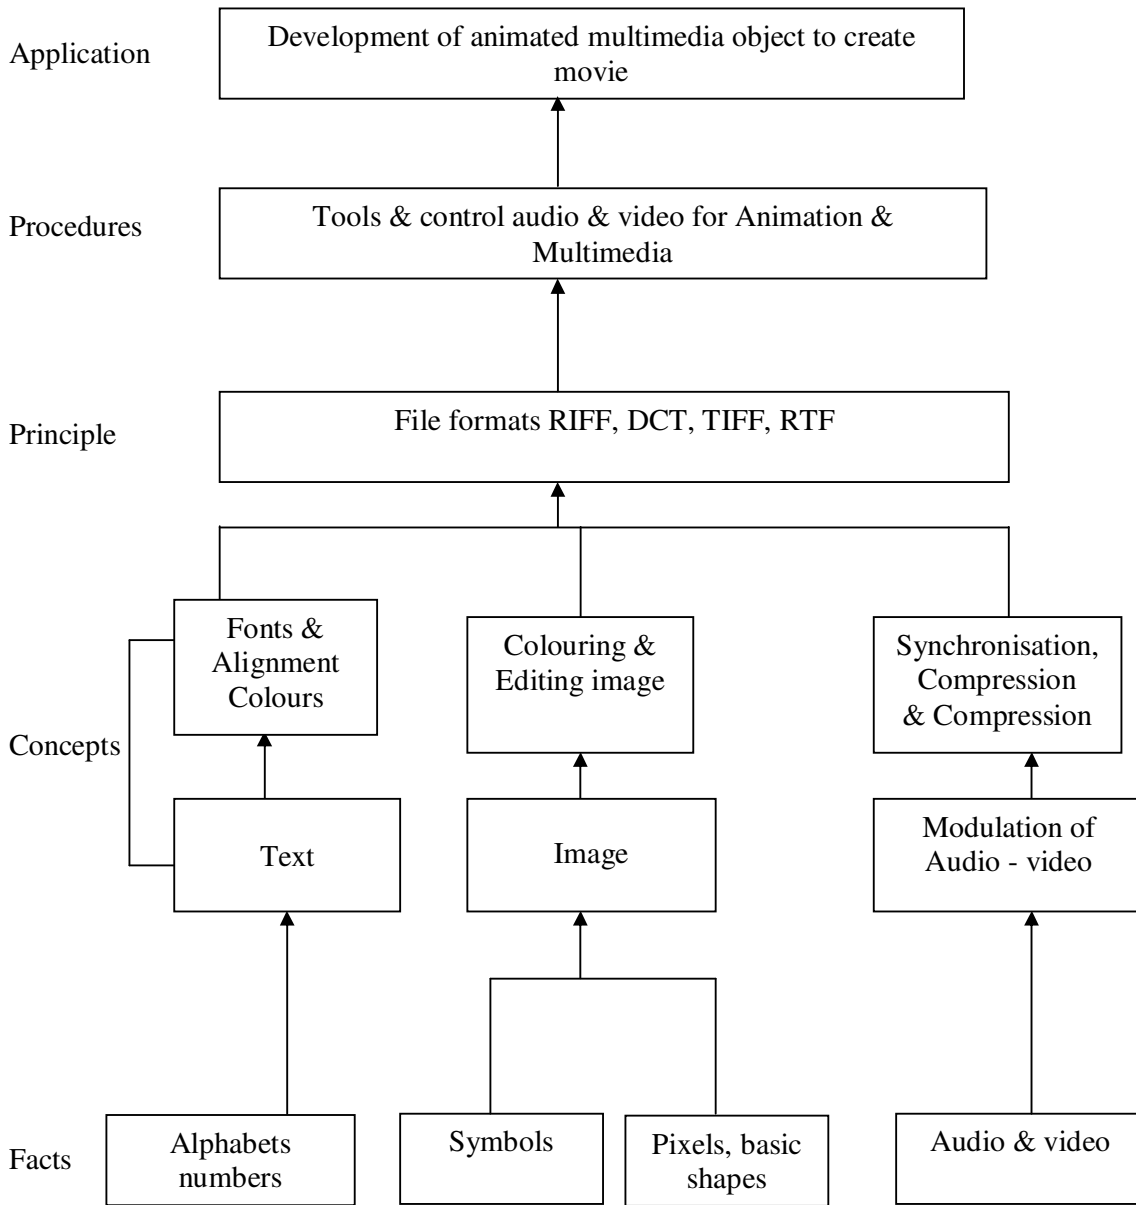 Application
Development of animated multimedia object to create
movie
Procedures
Tools & control audio & video for Animation &
Multimedia
Principle
File formats RIFF, DCT, TIFF, RTF
Concepts
Fonts &
Alignment
Colours
Colouring &
Editing image
Synchronisation,
Compression
& Compression
Text
Image
Modulation of
Audio - video
Facts
Alphabets
numbers
Symbols
Pixels, basic
shapes
Audio & video